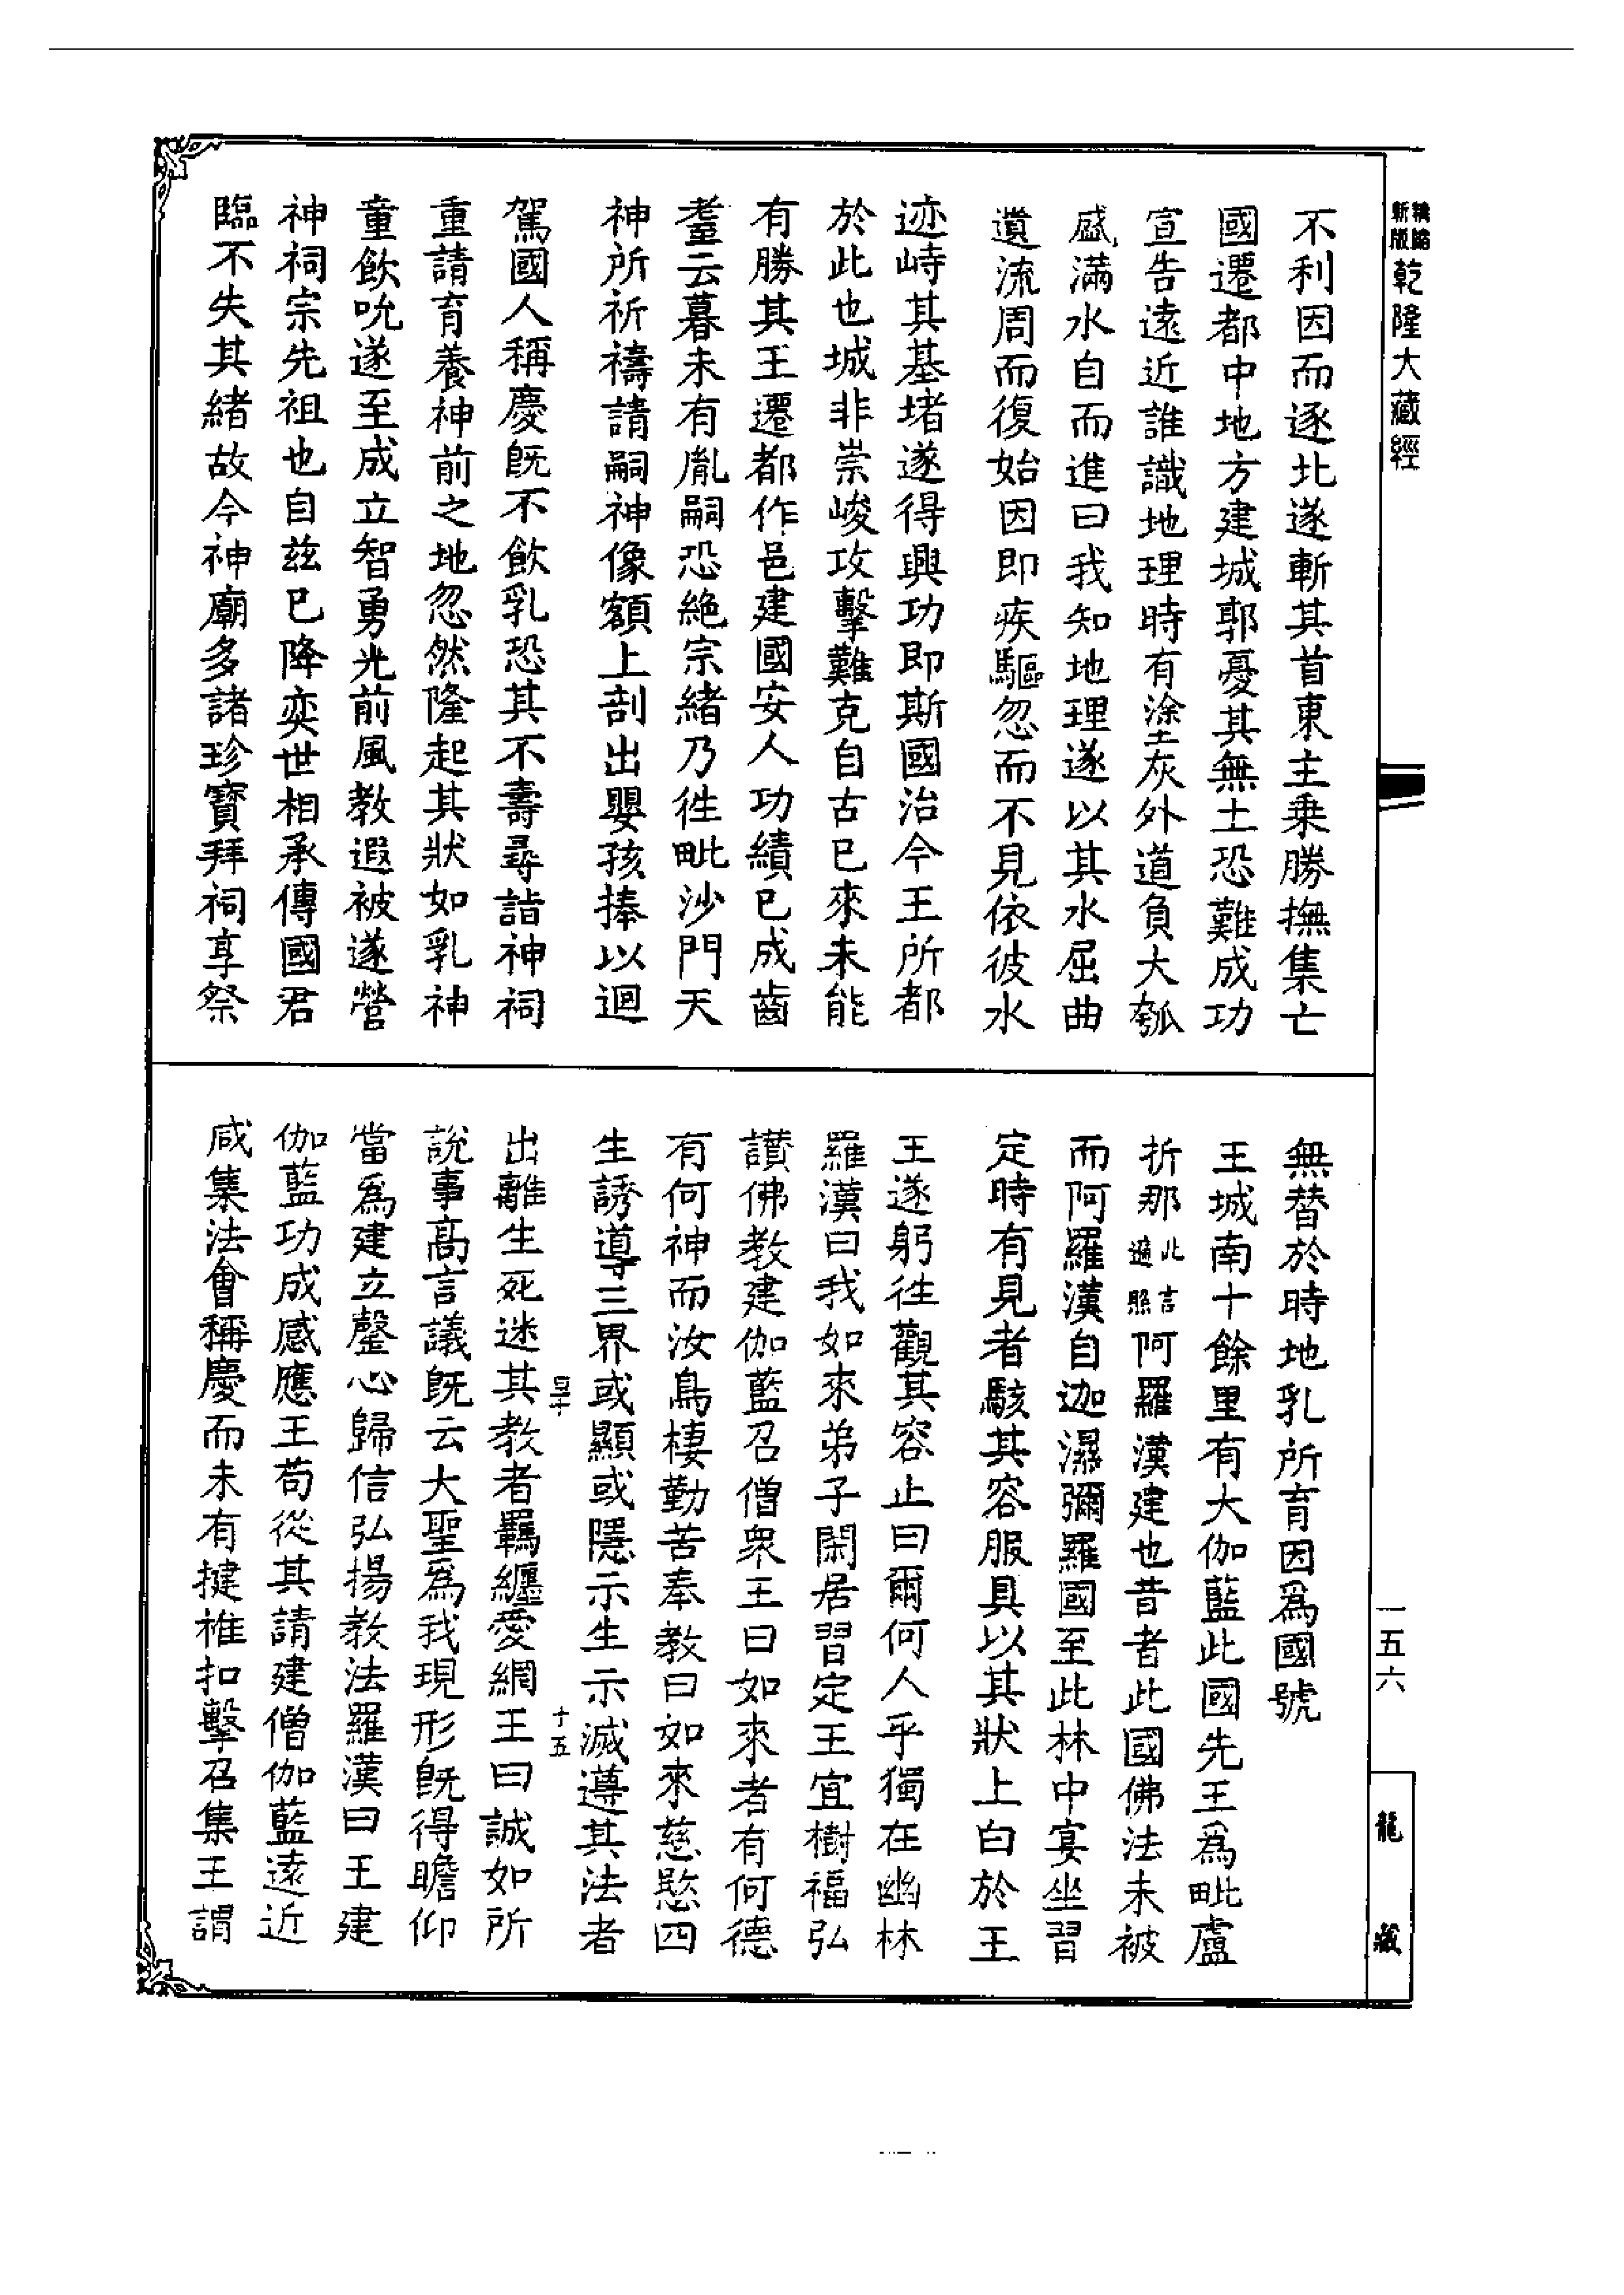 新版
乾隆大藏經
不利因而逐北遂斬其首東主乗勝撫集亡
國遷都中地方建城郭憂其無土恐難成功
宣告遠近誰識地理時有塗灰外道負大瓠
盛滿水自而進曰我知地理遂以其水屈曲
遺流周而復始因即疾驅忽而不見依彼水
迹峙其基堵遂得興功即斯國治今王所都
於此也城非崇峻攻擊難克自古已來未能
有勝其王遷都作邑建國安人功績已成齒
耋云暮未有胤嗣恐絶宗緒乃徃毗沙門天
神所祈禱請嗣神像額上剖出嬰孩捧以迴
駕國人稱慶旣不飲乳恐其不壽尋詣神祠
重請育養神前之地忽然隆起其狀如乳神
童飲吮遂至成立智勇光前風教遐被遂營
神祠宗先祖也自茲已降奕世相承傳國君
臨不失其緒故今神廟多諸珍寶拜祠享祭
無替於時地乳所育因爲國號
王城南十餘里有大伽藍此國先王爲毗盧
折那此言遍照阿羅漢建也昔者此國佛法未被
而阿羅漢自迦濕彌羅國至此林中宴坐習
定時有見者駭其容服具以其狀上白於王
王遂躬徃觀其容止曰爾何人乎獨在幽林
羅漢曰我如來弟子閑居習定王宜樹福弘
讃佛教建伽藍召僧衆王曰如來者有何德
有何神而汝鳥棲勤苦奉教曰如來慈愍四
生誘導三界或顯或隱示生示滅遵其法者
十五
出離生死迷其教者羈纏愛網王曰誠如所
說事高言議旣云大聖爲我現形旣得瞻仰
當爲建立罄心歸信弘揚教法羅漢曰王建
伽藍功成感應王苟從其請建僧伽藍遠近
咸集法會稱慶而未有揵椎扣擊召集王謂
一五六
龍藏